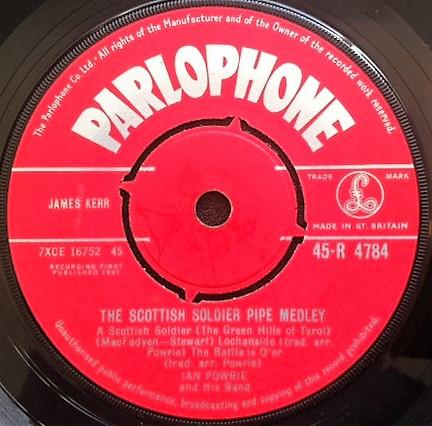 The Parlophone Co. Ltd. - All rights of the Manufacturer and of the Owner of the recorded work reserved.
PARLOPHONE
JAMES KERR
TRADE MARK
£
MADE IN GT. BRITAIN
7XCE 16752 45
45-R 4784
RECORDING FIRST
PUBLISHED 1961
THE SCOTTISH SOLDIER PIPE MEDLEY
A Scottish Soldier (The Green Hills of Tyrol)
(MacFadyen—Stewart) Lochanside (trad. arr.
Powrie) The Battle is O'er
(trad. arr. Powrie)
IAN POWRIE
and His Band
Unauthorised public performance, broadcasting and copying of this record prohibited.